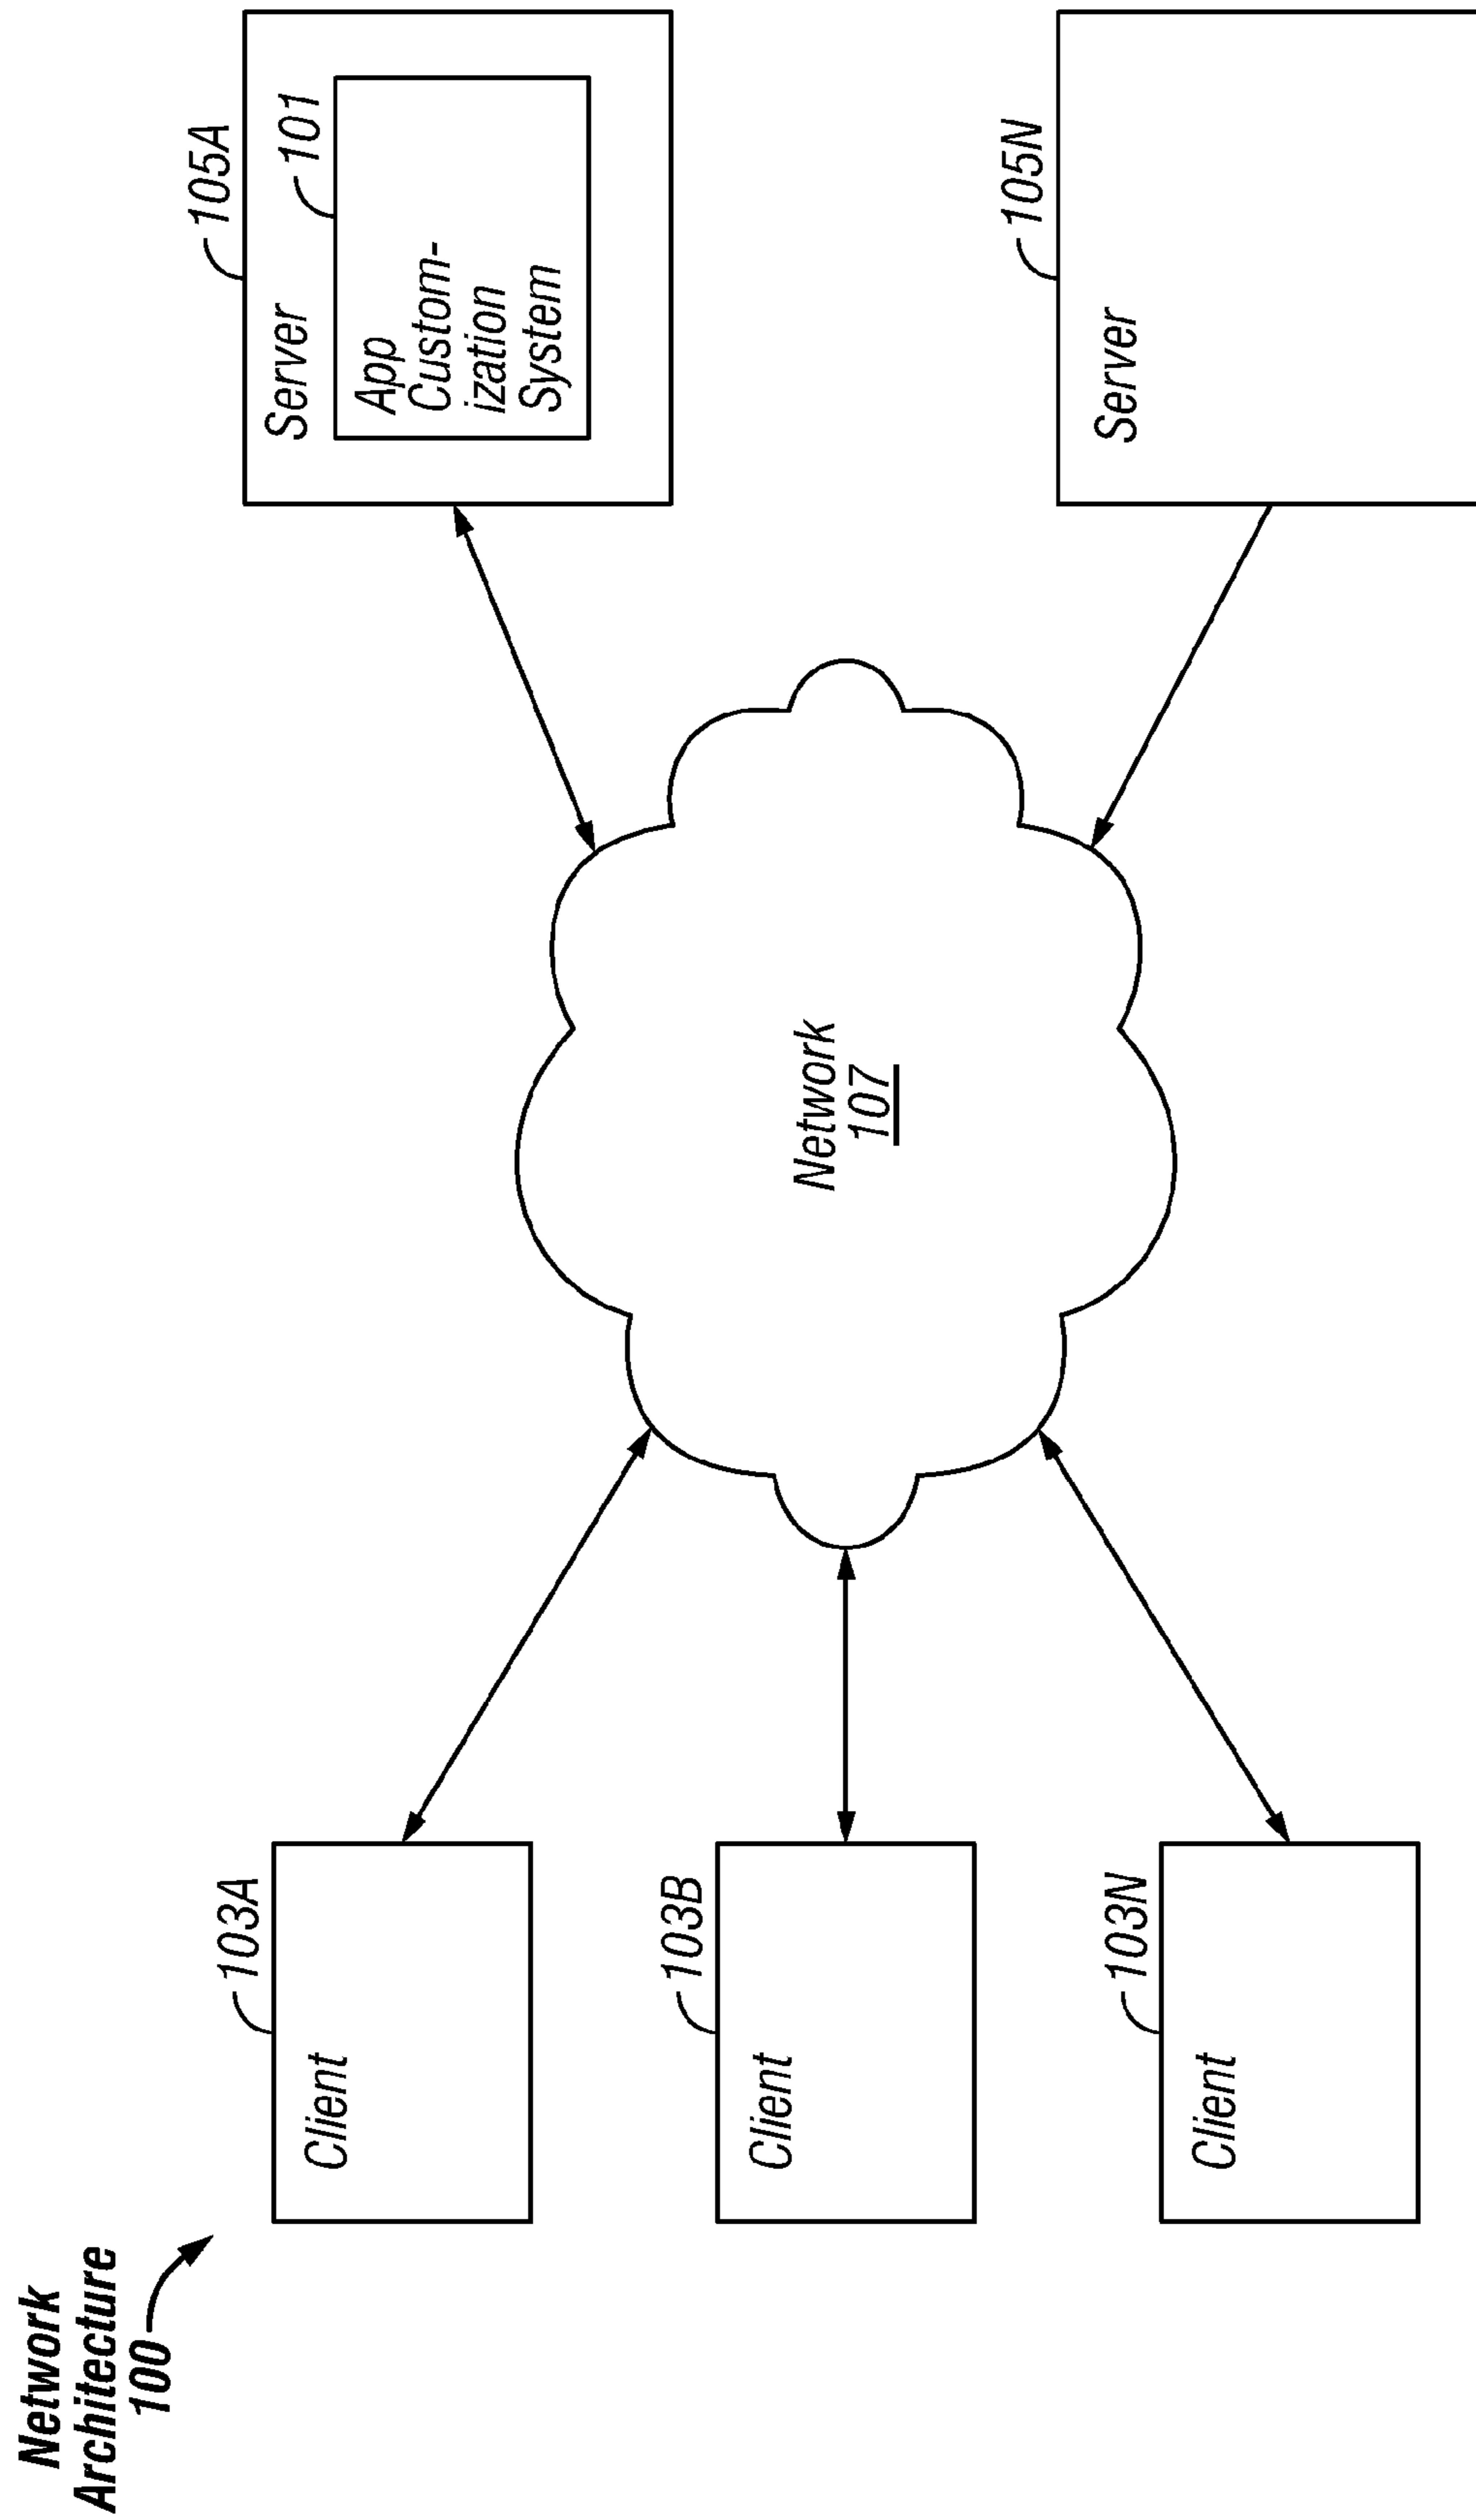 Network
Architecture
100
103A
Client
103B
Client
103N
Client
Network
107
105A
Server
101
App
Custom-
ization
System
105N
Server